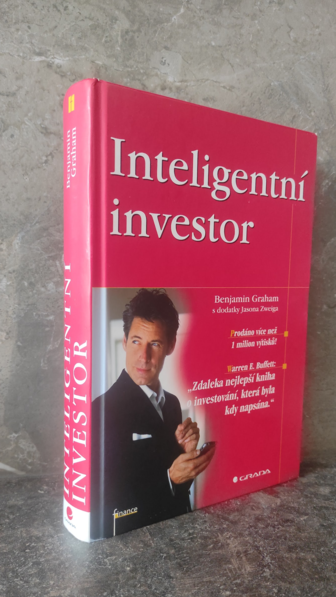 Inteligentní
investor
Benjamin Graham
s dodatky Jasona Zweiga
Prodáno více než
1 milion výtisků!
Warren E. Buffett:
„Zdaleka nejlepší kniha
o investování, která byla
kdy napsána.“
GRADA
finance
Benjamin
Graham
INTELIGENTNÍ
INVESTOR